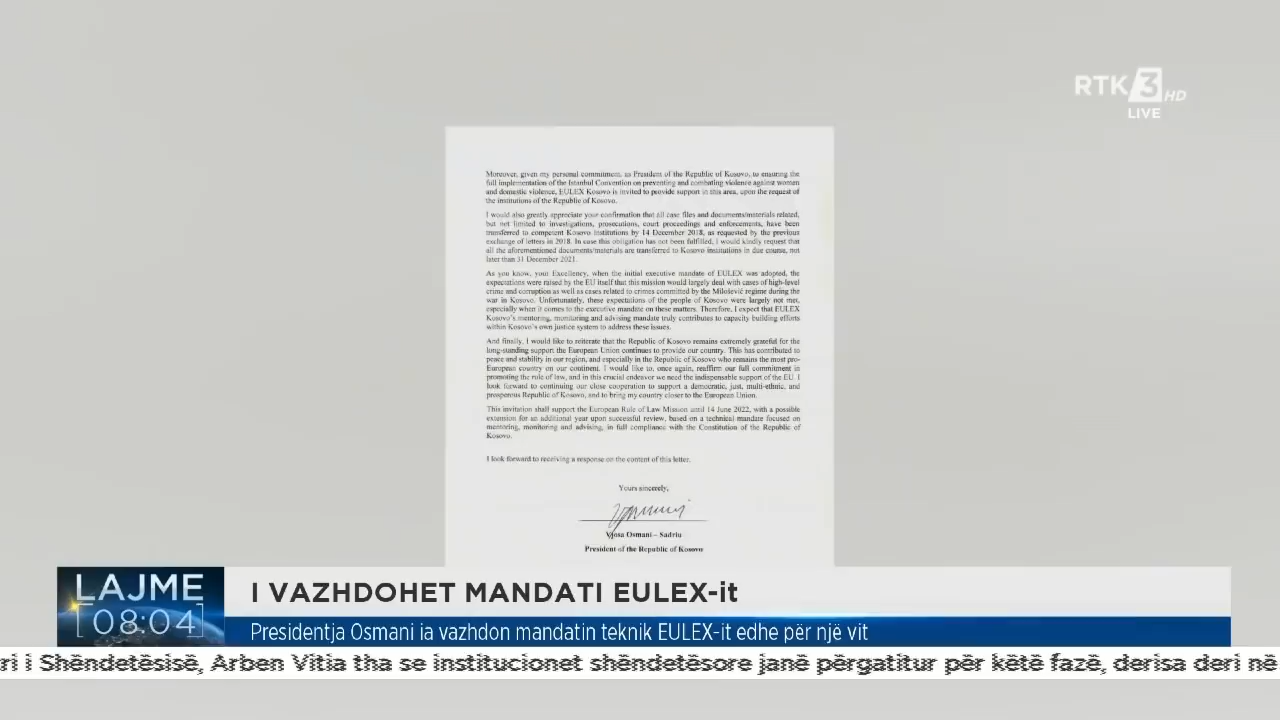 RTK 3 HD
LIVE
Moreover, given my personal commitment, as President of the Republic of Kosovo, to ensuring the
full implementation of the Istanbul Convention on preventing and combating violence against women
and domestic violence, EULEX Kosovo is invited to provide support in this area, upon the request of
the institutions of the Republic of Kosovo.
I would also greatly appreciate your confirmation that all case files and documents/materials related,
but not limited to investigations, prosecutions, court proceedings and enforcements, have been
transferred to competent Kosovo institutions by 14 December 2018, as requested by the previous
exchange of letters in 2018. In case this obligation has not been fulfilled, I would kindly request that
all the aforementioned documents/materials are transferred to Kosovo institutions in due course, not
later than 31 December 2021.
As you know, your Excellency, when the initial executive mandate of EULEX was adopted, the
expectations were raised by the EU itself that this mission would largely deal with cases of high-level
crime and corruption as well as cases related to crimes committed by the Milošević regime during the
war in Kosovo. Unfortunately, these expectations of the people of Kosovo were largely not met,
especially when it comes to the executive mandate on these matters. Therefore, I expect that EULEX
Kosovo's mentoring, monitoring and advising mandate truly contributes to capacity building efforts
within Kosovo's own justice system to address these issues.
And finally, I would like to reiterate that the Republic of Kosovo remains extremely grateful for the
long-standing support the European Union continues to provide our country. This has contributed to
peace and stability in our region, and especially in the Republic of Kosovo who remains the most pro-
European country on our continent. I would like to, once again, reaffirm our full commitment in
promoting the rule of law, and in this crucial endeavor we need the indispensable support of the EU. I
look forward to continuing our close cooperation to support a democratic, just, multi-ethnic, and
prosperous Republic of Kosovo, and to bring my country closer to the European Union.
This invitation shall support the European Rule of Law Mission until 14 June 2022, with a possible
extension for an additional year upon successful review, based on a technical mandate focused on
mentoring, monitoring and advising, in full compliance with the Constitution of the Republic of
Kosovo.
I look forward to receiving a response on the content of this letter.
Yours sincerely,
Vjosa Osmani – Sadriu
President of the Republic of Kosovo
LAJME
08:04
I VAZHDOHET MANDATI EULEX-it
Presidentja Osmani ia vazhdon mandatin teknik EULEX-it edhe për një vit
ri i Shëndetësisë, Arben Vitia tha se institucionet shëndetësore janë përgatitur për këtë fazë, derisa deri në